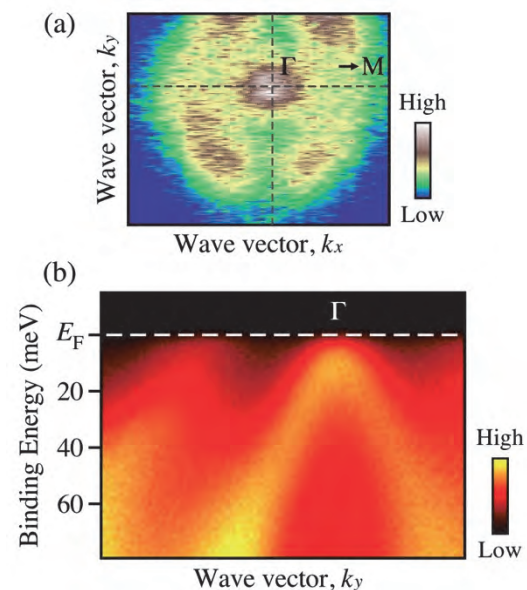 (a)
Wave vector, ky
Γ
M
High
Low
Wave vector, kx
(b)
Γ
EF
20
40
60
Binding Energy (meV)
High
Low
Wave vector, ky